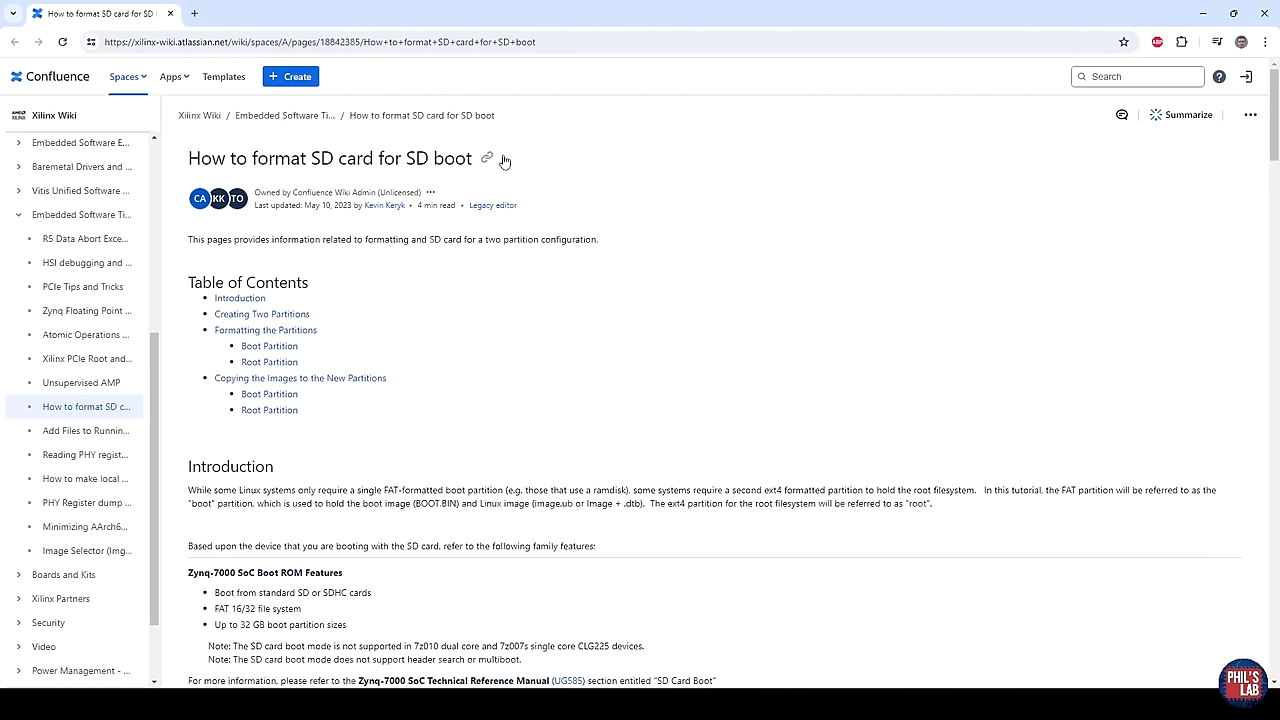 How to format SD card for SD b
https://xilinx-wiki.atlassian.net/wiki/spaces/A/pages/18842385/How+to+format+SD+card+for+SD+boot
Confluence
Spaces
Apps
Templates
+ Create
Search
Xilinx Wiki
Xilinx Wiki / Embedded Software Ti... / How to format SD card for SD boot
Summarize
Embedded Software E...
Baremetal Drivers and ...
Vitis Unified Software ...
Embedded Software Ti...
R5 Data Abort Exce...
HSI debugging and ...
PCIe Tips and Tricks
Zynq Floating Point ...
Atomic Operations ...
Xilinx PCIe Root and...
Unsupervised AMP
How to format SD c...
Add Files to Runnin...
Reading PHY regist...
How to make local ...
PHY Register dump ...
Minimizing AArch6...
Image Selector (Img...
Boards and Kits
Xilinx Partners
Security
Video
Power Management - ...
How to format SD card for SD boot
CA KK TO
Owned by Confluence Wiki Admin (Unlicensed)
Last updated: May 10, 2023 by Kevin Keryk • 4 min read • Legacy editor
This pages provides information related to formatting and SD card for a two partition configuration.
Table of Contents
• Introduction
• Creating Two Partitions
• Formatting the Partitions
• Boot Partition
• Root Partition
• Copying the Images to the New Partitions
• Boot Partition
• Root Partition
Introduction
While some Linux systems only require a single FAT-formatted boot partition (e.g. those that use a ramdisk), some systems require a second ext4 formatted partition to hold the root filesystem. In this tutorial, the FAT partition will be referred to as the
"boot" partition, which is used to hold the boot image (BOOT.BIN) and Linux image (image.ub or Image + .dtb). The ext4 partition for the root filesystem will be referred to as "root".
Based upon the device that you are booting with the SD card, refer to the following family features:
Zynq-7000 SoC Boot ROM Features
• Boot from standard SD or SDHC cards
• FAT 16/32 file system
• Up to 32 GB boot partition sizes
Note: The SD card boot mode is not supported in 7z010 dual core and 7z007s single core CLG225 devices.
Note: The SD card boot mode does not support header search or multiboot.
For more information, please refer to the Zynq-7000 SoC Technical Reference Manual (UG585) section entitled "SD Card Boot"
PHIL'S
LAB